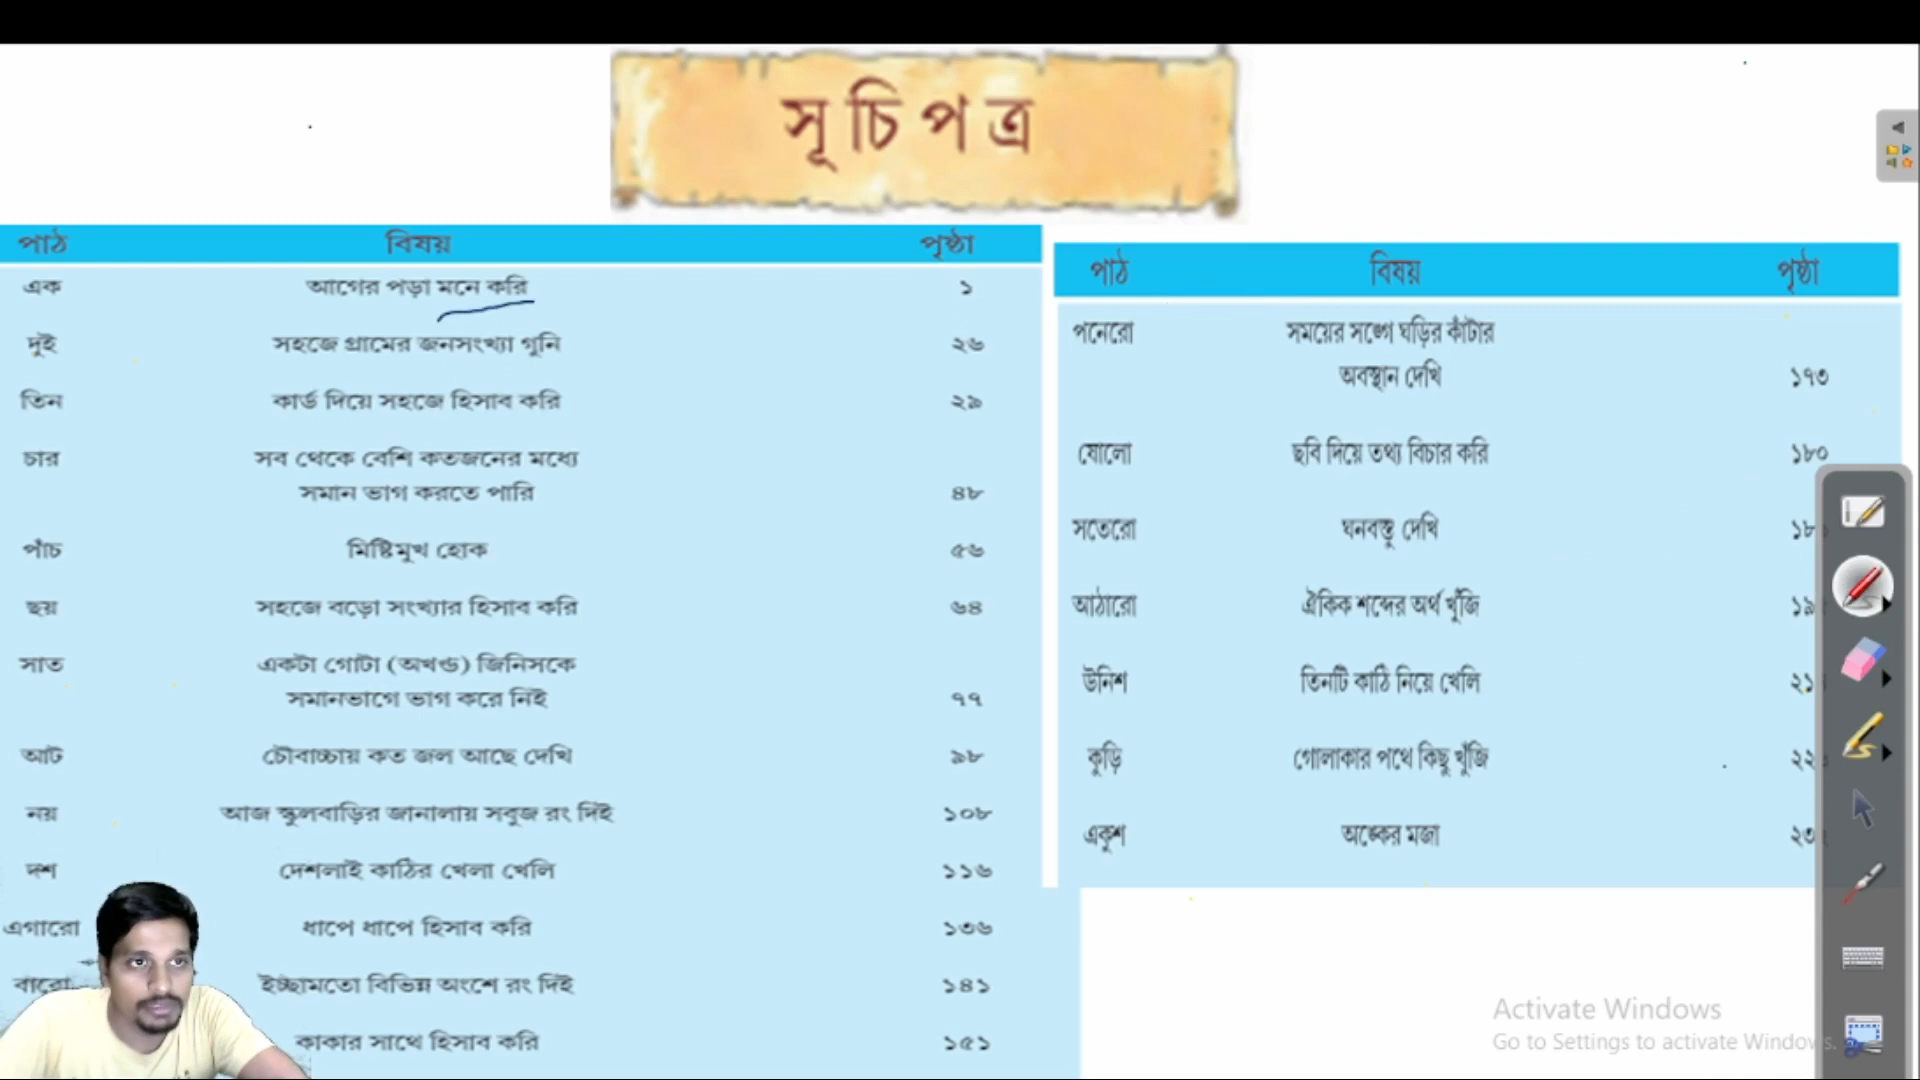 সূচিপত্র
পাঠ বিষয় পৃষ্ঠা
এক আগের পড়া মনে করি ১
দুই সহজে গ্রামের জনসংখ্যা গুনি ২৬
তিন কার্ড দিয়ে সহজে হিসাব করি ২৯
চার সব থেকে বেশি কতজনের মধ্যে
সমান ভাগ করতে পারি ৪৮
পাঁচ মিষ্টিমুখ হোক ৫৬
ছয় সহজে বড়ো সংখ্যার হিসাব করি ৬৪
সাত একটা গোটা (অখণ্ড) জিনিসকে
সমানভাগে ভাগ করে নিই ৭৭
আট চৌবাচ্চায় কত জল আছে দেখি ৯৮
নয় আজ স্কুলবাড়ির জানালায় সবুজ রং দিই ১০৮
দশ দেশলাই কাঠির খেলা খেলি ১১৬
এগারো ধাপে ধাপে হিসাব করি ১৩৬
বারো ইচ্ছামতো বিভিন্ন অংশে রং দিই ১৪১
কাকার সাথে হিসাব করি ১৫১
পাঠ বিষয় পৃষ্ঠা
পনেরো সময়ের সঙ্গে ঘড়ির কাঁটার
অবস্থান দেখি ১৭৩
ষোলো ছবি দিয়ে তথ্য বিচার করি ১৮০
সতেরো ঘনবস্তু দেখি
আঠারো ঐকিক শব্দের অর্থ খুঁজি
উনিশ তিনটি কাঠি নিয়ে খেলি
কুড়ি গোলাকার পথে কিছু খুঁজি
একুশ অঙ্কের মজা
Activate Windows
Go to Settings to activate Windows.